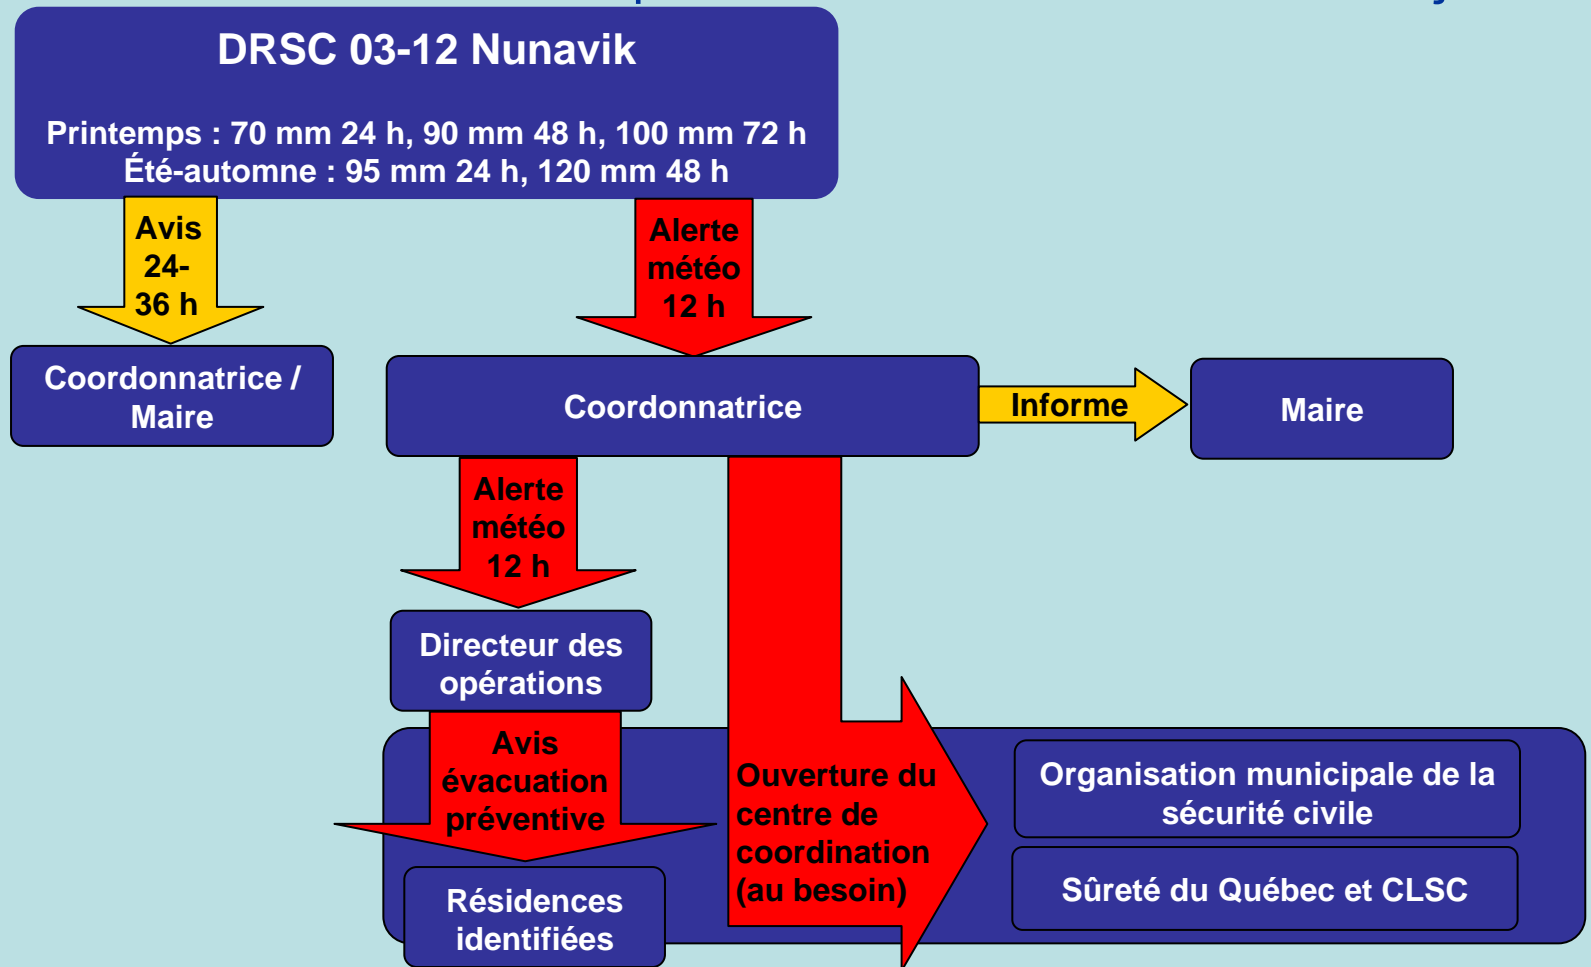 DRSC 03-12 Nunavik
Printemps : 70 mm 24 h, 90 mm 48 h, 100 mm 72 h
Été-automne : 95 mm 24 h, 120 mm 48 h
Avis
24-
36 h
Alerte
météo
12 h
Coordonnatrice /
Maire
Coordonnatrice
Informe
Maire
Alerte
météo
12 h
Directeur des
opérations
Avis
évacuation
préventive
Ouverture du
centre de
coordination
(au besoin)
Organisation municipale de la
sécurité civile
Sûreté du Québec et CLSC
Résidences
identifiées